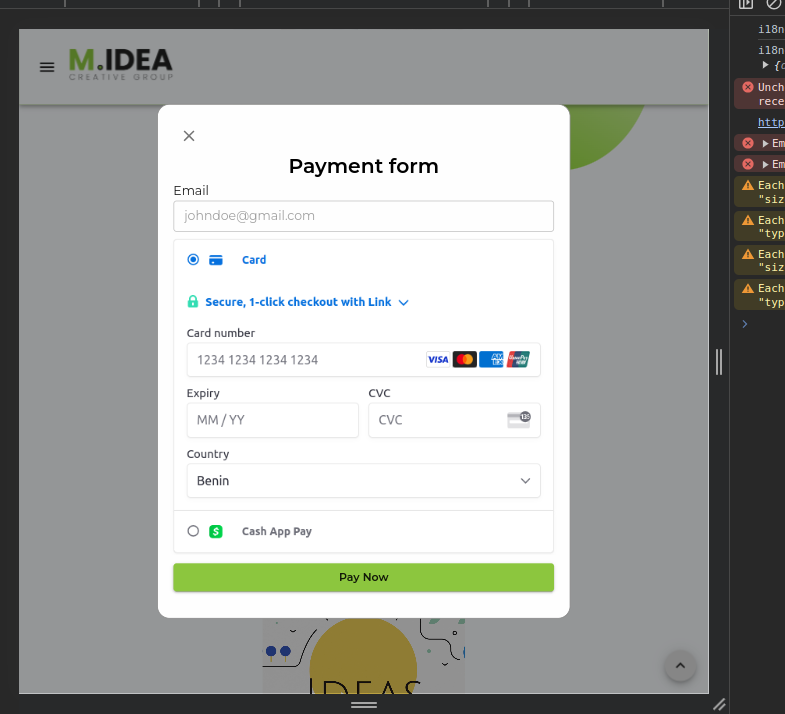 M.IDEA
CREATIVE GROUP
Payment form
Email
johndoe@gmail.com
Card
Secure, 1-click checkout with Link
Card number
1234 1234 1234 1234
VISA
Expiry
CVC
MM / YY
CVC
Country
Benin
Cash App Pay
Pay Now
IDEAS
i18n
i18n
{
Unch
rece
http
Em
Em
Each
"siz
Each
"typ
Each
"siz
Each
"typ